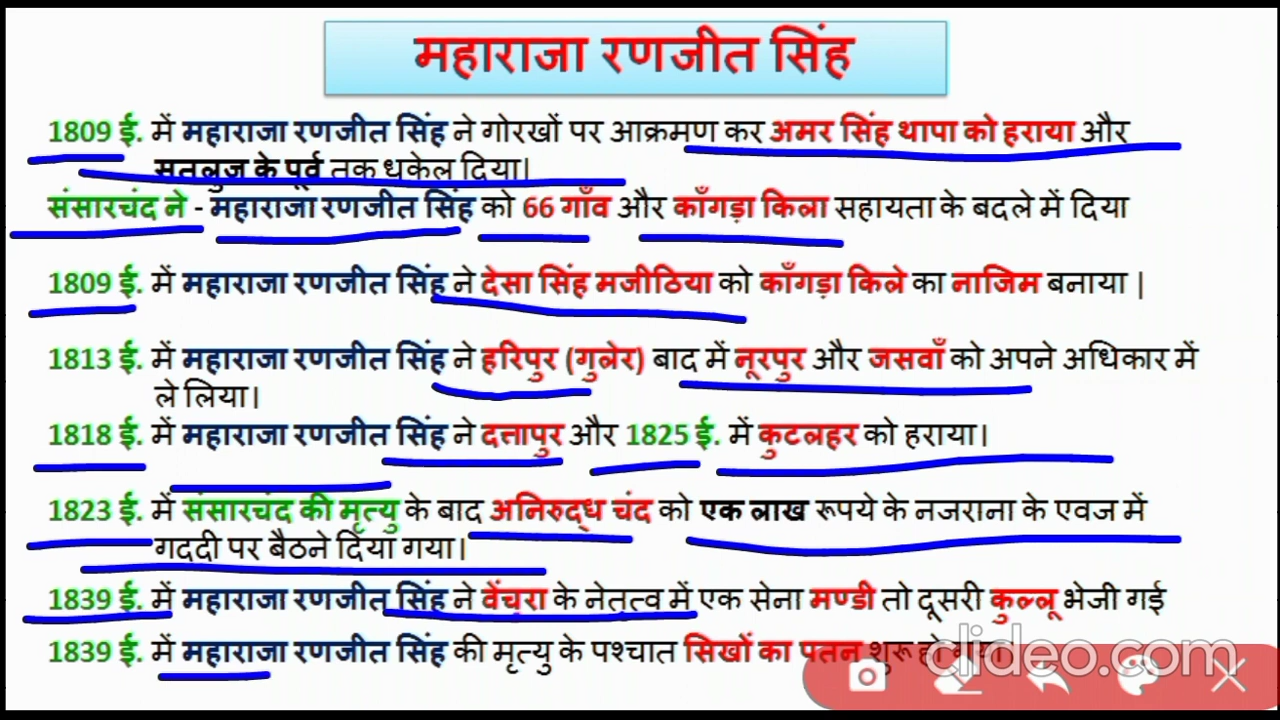 महाराजा रणजीत सिंह
1809 ई. में महाराजा रणजीत सिंह ने गोरखों पर आक्रमण कर अमर सिंह थापा को हराया और
सतलुज के पूर्व तक धकेल दिया।
संसारचंद ने - महाराजा रणजीत सिंह को 66 गाँव और काँगड़ा किला सहायता के बदले में दिया
1809 ई. में महाराजा रणजीत सिंह ने देसा सिंह मजीठिया को काँगड़ा किले का नाजिम बनाया |
1813 ई. में महाराजा रणजीत सिंह ने हरिपुर (गुलेर) बाद में नूरपुर और जसवाँ को अपने अधिकार में
ले लिया।
1818 ई. में महाराजा रणजीत सिंह ने दत्तापुर और 1825 ई. में कुटलहर को हराया।
1823 ई. में संसारचंद की मृत्यु के बाद अनिरुद्ध चंद को एक लाख रूपये के नजराना के एवज में
गददी पर बैठने दिया गया।
1839 ई. में महाराजा रणजीत सिंह ने वेंचुरा के नेतृत्व में एक सेना मण्डी तो दूसरी कुल्लू भेजी गई
1839 ई. में महाराजा रणजीत सिंह की मृत्यु के पश्चात सिखों का पतन शुरू हो गया।
clideo.com